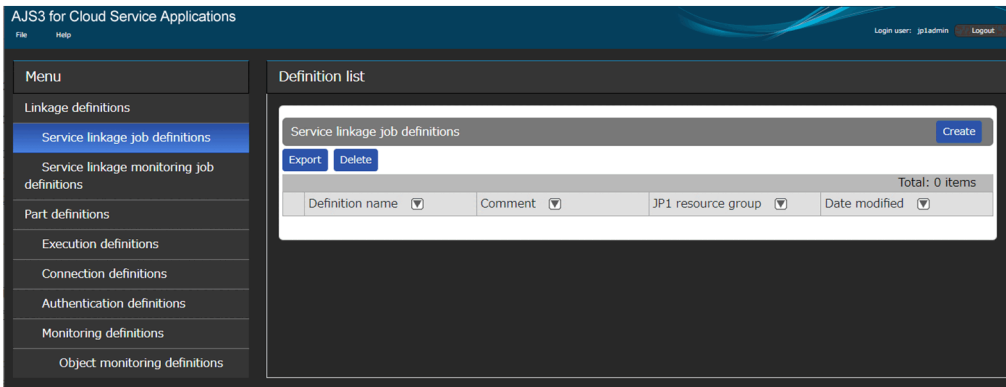 AJS3 for Cloud Service Applications
File Help
Login user: jp1admin Logout
Menu
Linkage definitions
Service linkage job definitions
Service linkage monitoring job
definitions
Part definitions
Execution definitions
Connection definitions
Authentication definitions
Monitoring definitions
Object monitoring definitions
Definition list
Service linkage job definitions Create
Export Delete
Total: 0 items
Definition name Comment JP1 resource group Date modified